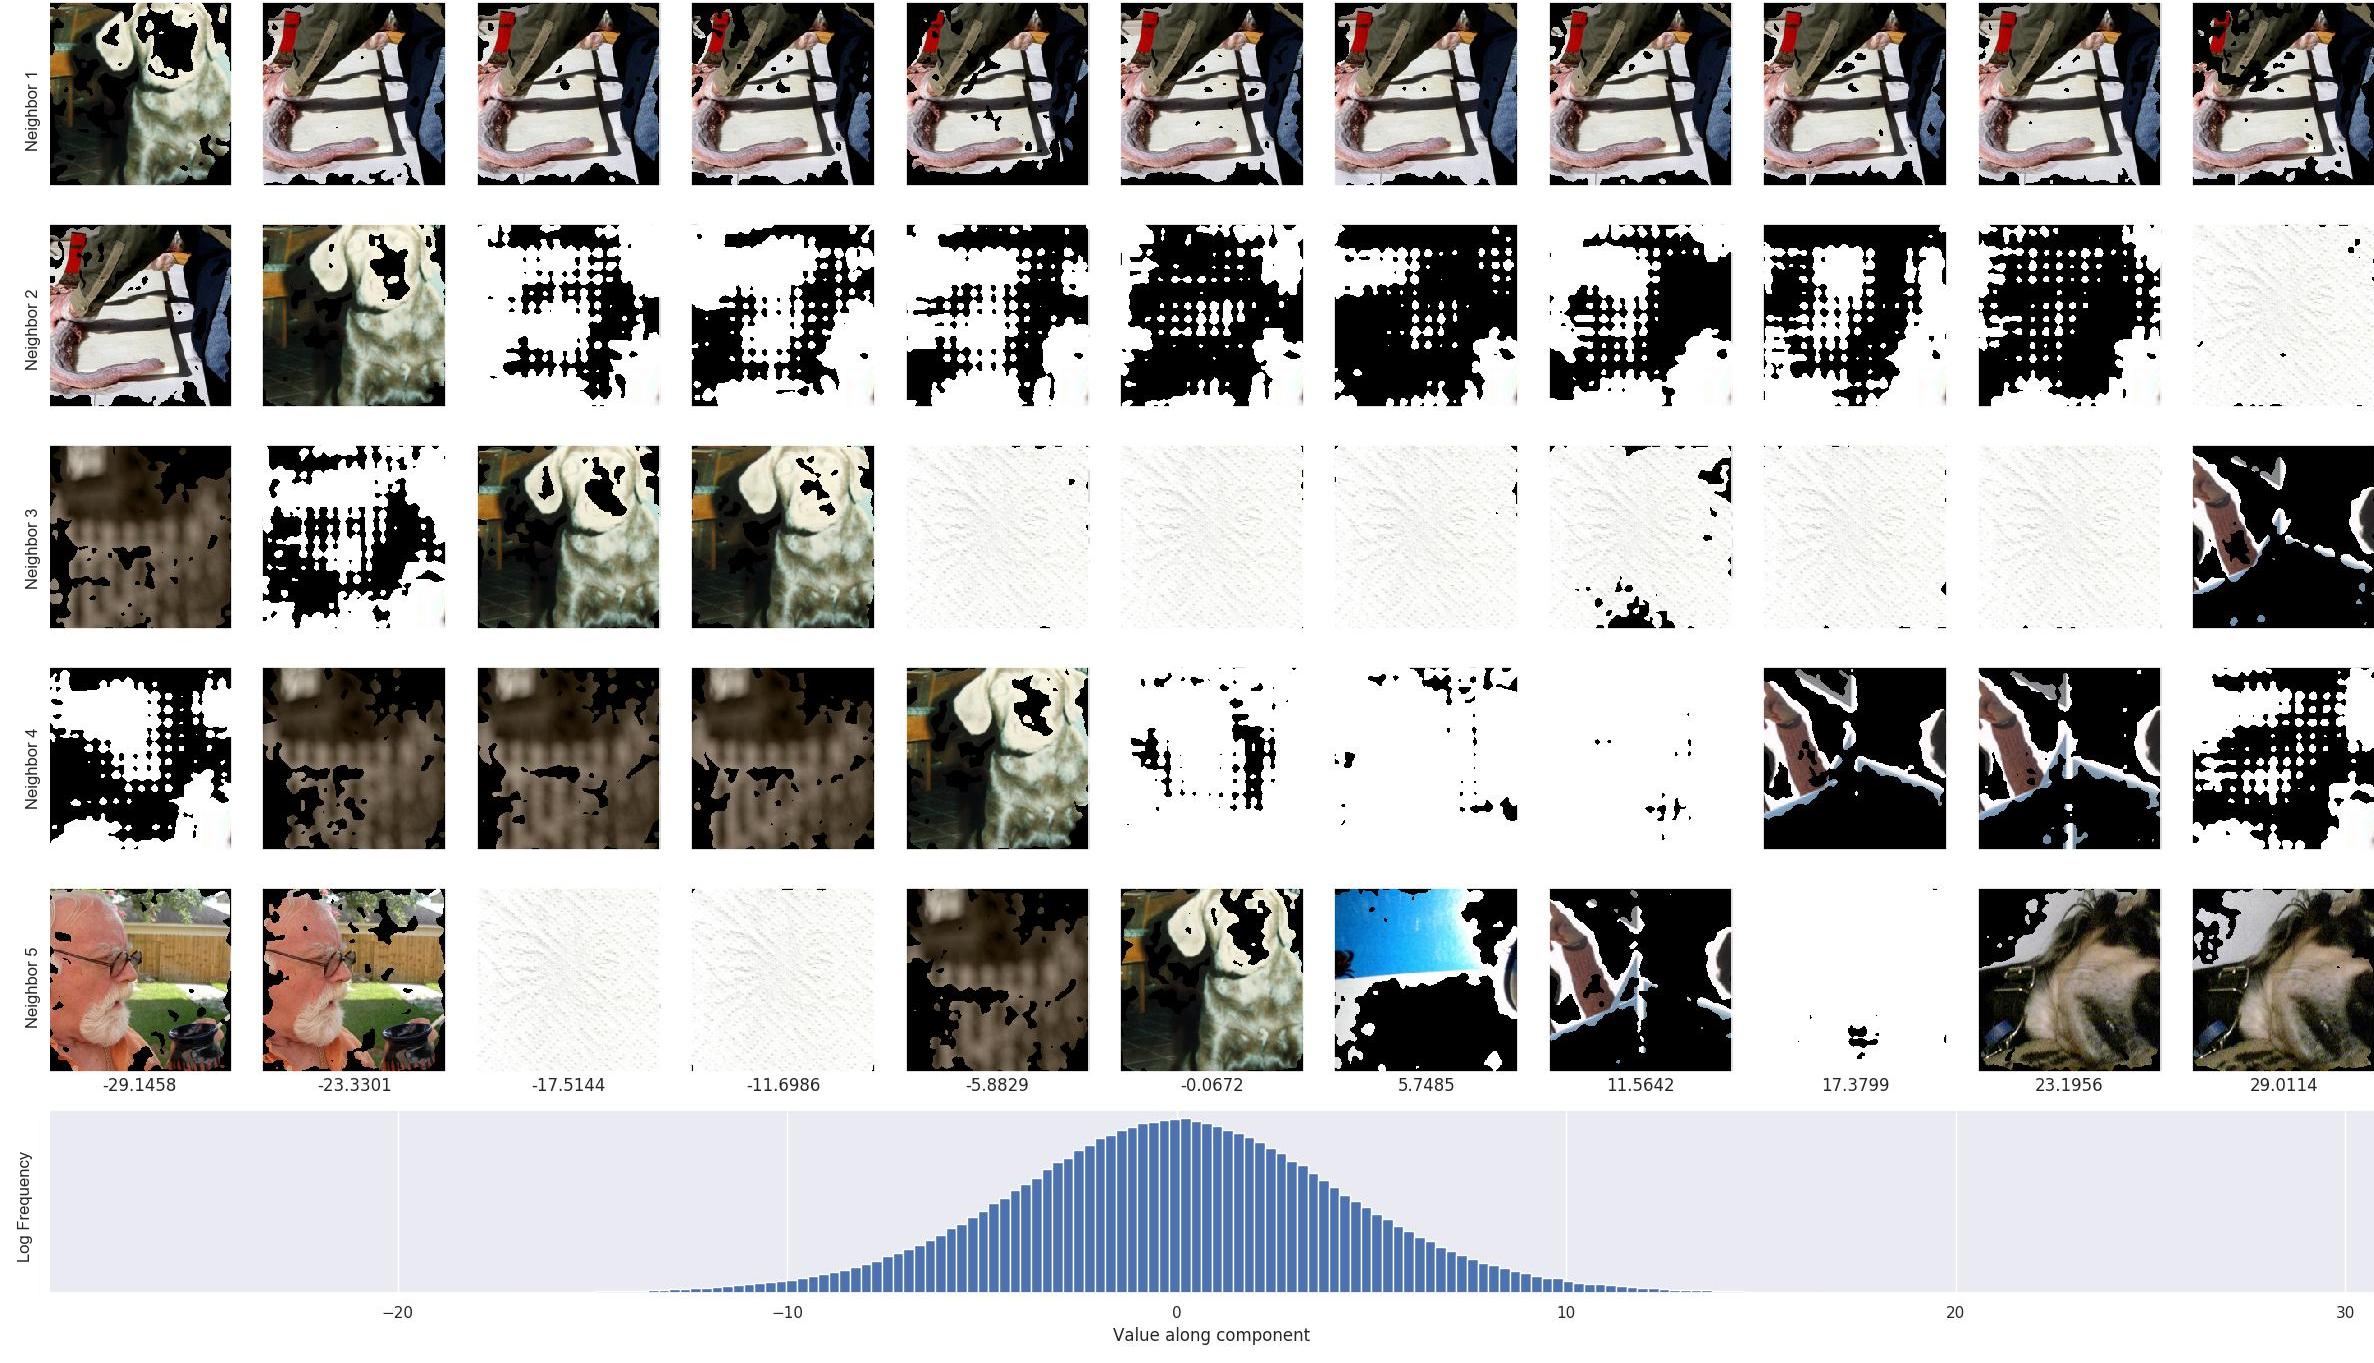 Neighbor 1
Neighbor 2
Neighbor 3
Neighbor 4
Neighbor 5
-29.1458 -23.3301 -17.5144 -11.6986 -5.8829 -0.0672 5.7485 11.5642 17.3799 23.1956 29.0114
Log Frequency
−20 −10 0 10 20 30
Value along component